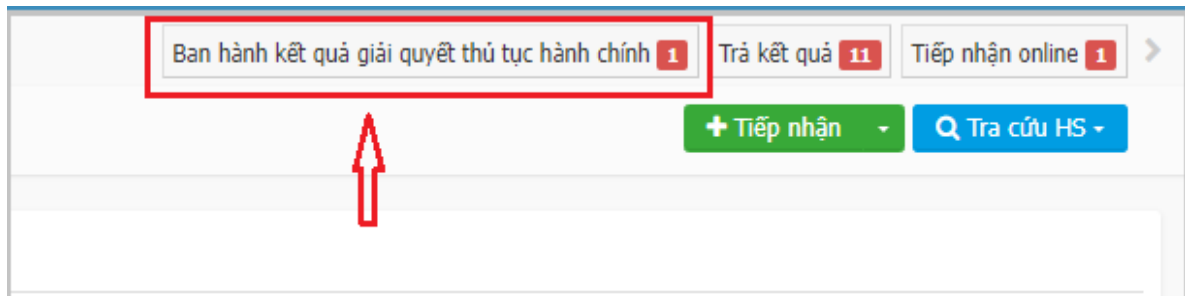 Ban hành kết quả giải quyết thủ tục hành chính 1 Trả kết quả 11 Tiếp nhận online 1
Tiếp nhận Tra cứu HS